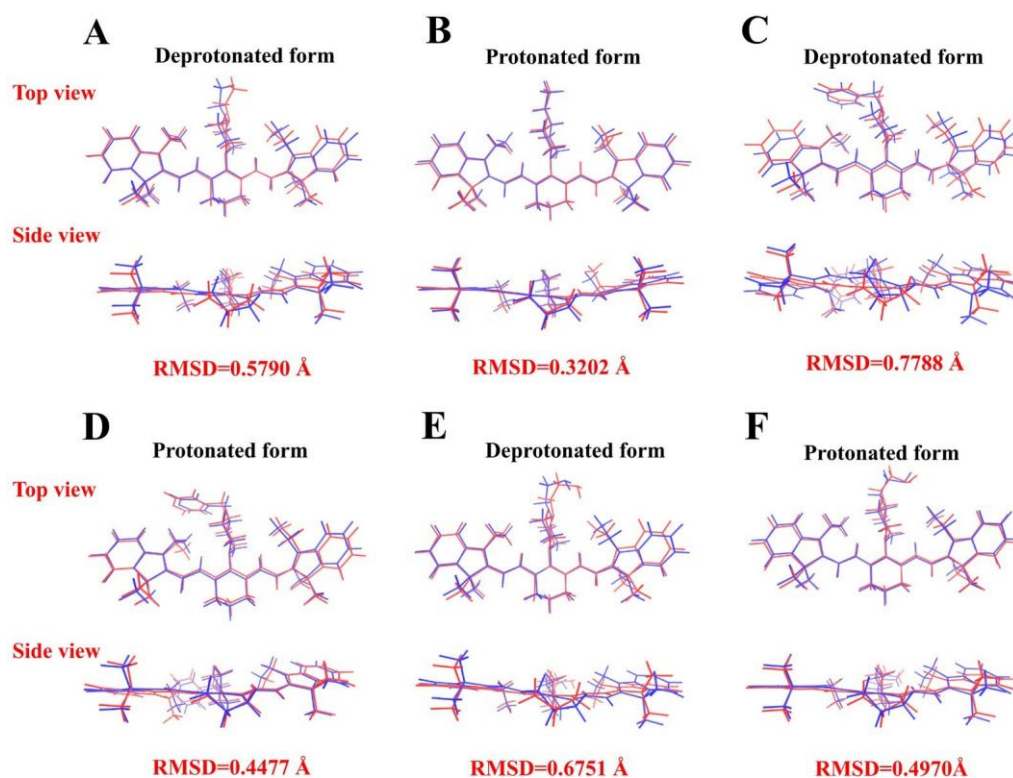 A
Deprotonated form
B
Protonated form
C
Deprotonated form
Top view
Side view
RMSD=0.5790 Å
RMSD=0.3202 Å
RMSD=0.7788 Å
D
Protonated form
E
Deprotonated form
F
Protonated form
Top view
Side view
RMSD=0.4477 Å
RMSD=0.6751 Å
RMSD=0.4970 Å